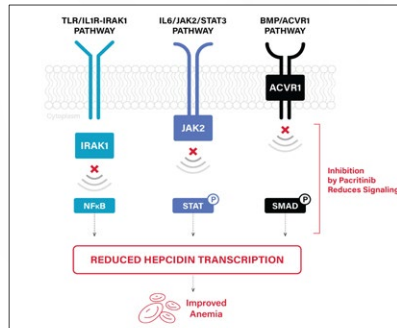 TLR/IL1R-IRAK1
PATHWAY
IL6/JAK2/STAT3
PATHWAY
BMP/ACVR1
PATHWAY
ACVR1
Cytoplasm
JAK2
IRAK1
Inhibition
by Pacritinib
Reduces Signaling
NFκB
STAT
P
SMAD
P
REDUCED HEPCIDIN TRANSCRIPTION
Improved
Anemia